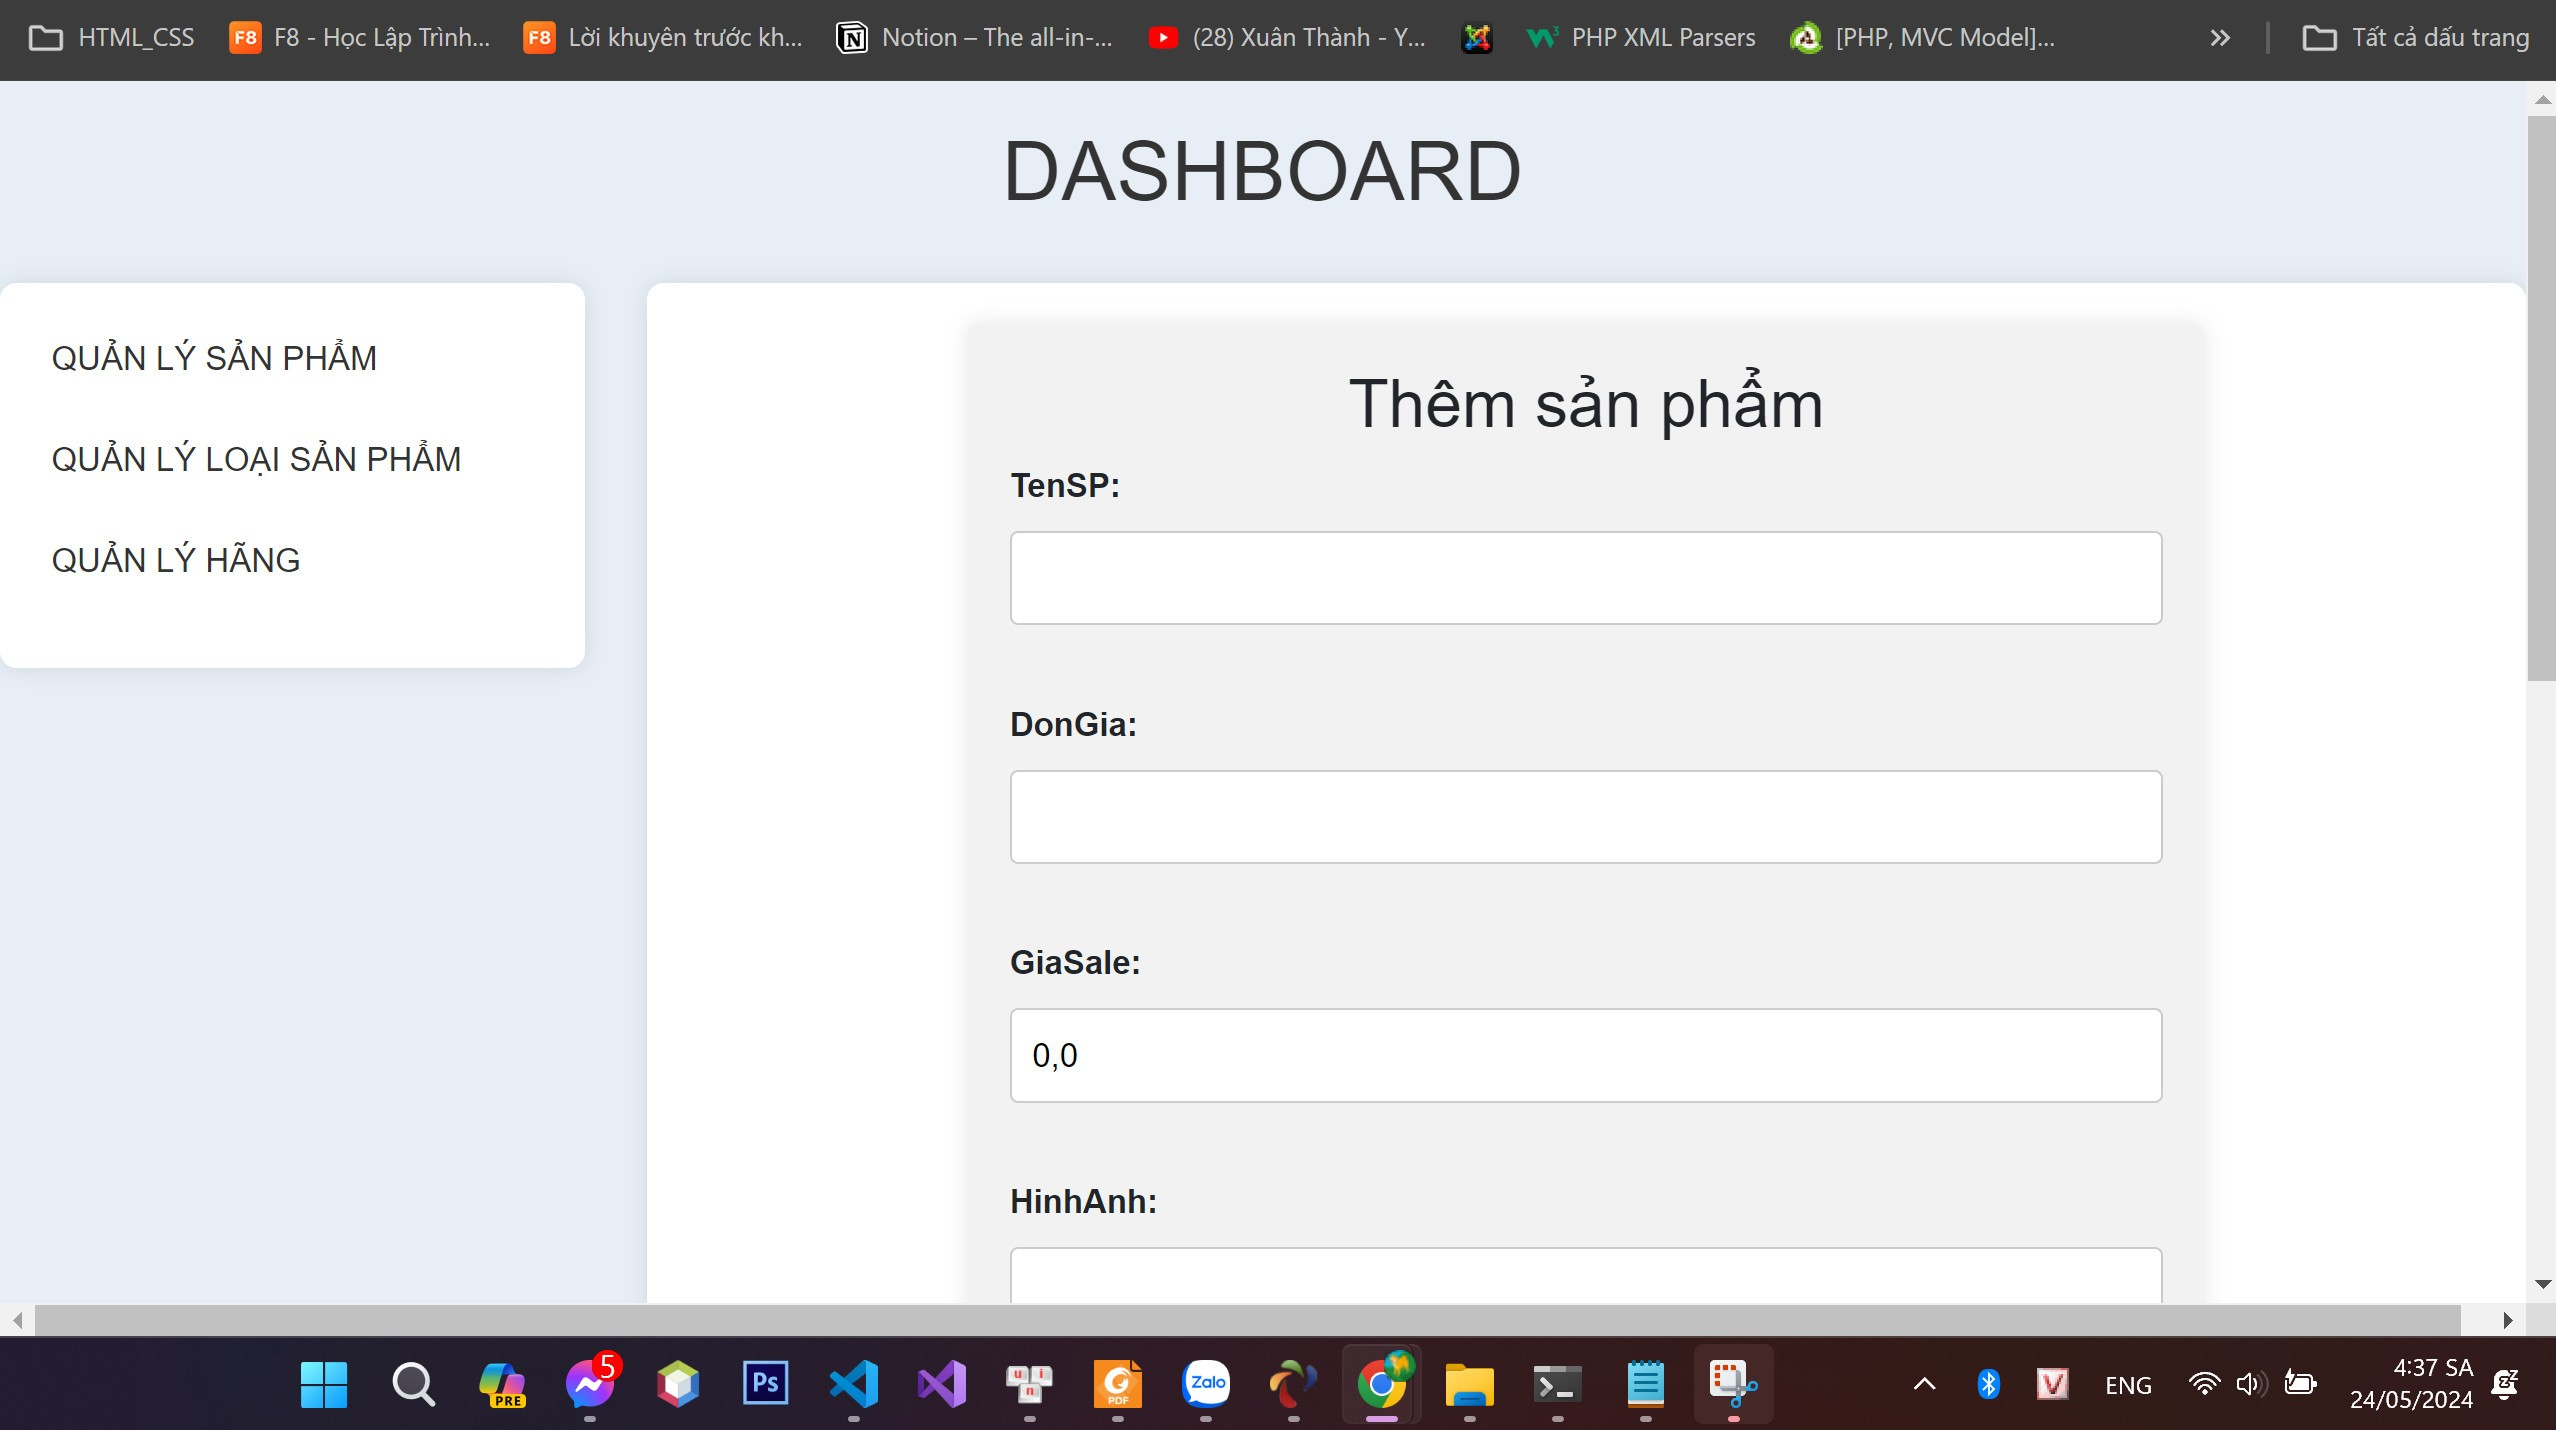 HTML_CSS F8 F8 - Học Lập Trình... F8 Lời khuyên trước kh... Notion – The all-in-... (28) Xuân Thành - Y... PHP XML Parsers [PHP, MVC Model]... Tất cả dấu trang
DASHBOARD
QUẢN LÝ SẢN PHẨM
QUẢN LÝ LOẠI SẢN PHẨM
QUẢN LÝ HÃNG
Thêm sản phẩm
TenSP:
DonGia:
GiaSale:
0,0
HinhAnh:
PRE 5 Ps u i n PDF Zalo V ENG 4:37 SA
24/05/2024